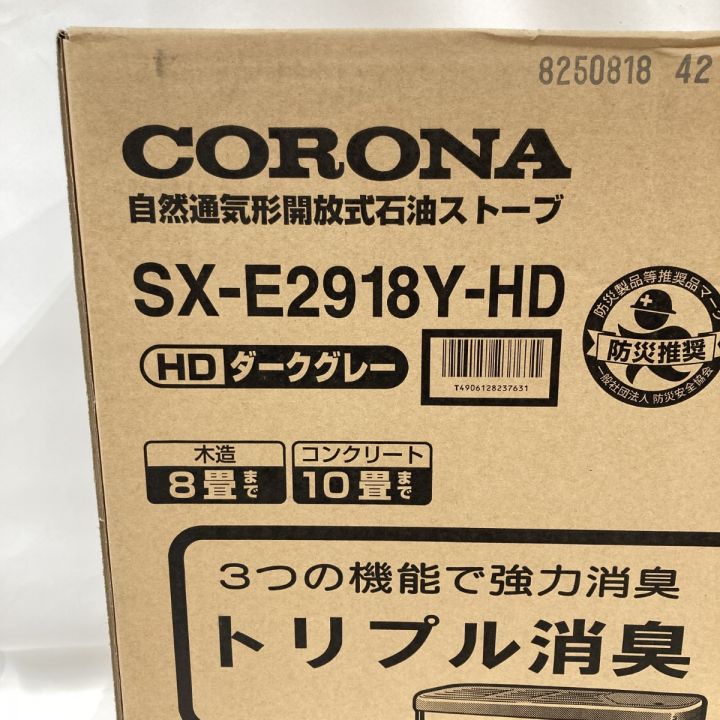 8250818 42
CORONA
自然通気形開放式石油ストーブ
SX-E2918Y-HD
HD ダークグレー
T4906128237631
防災製品等推奨品マーク
防災推奨
一般社団法人 防災安全協会
木造
8畳まで
コンクリート
10畳まで
3つの機能で強力消臭
トリプル消臭